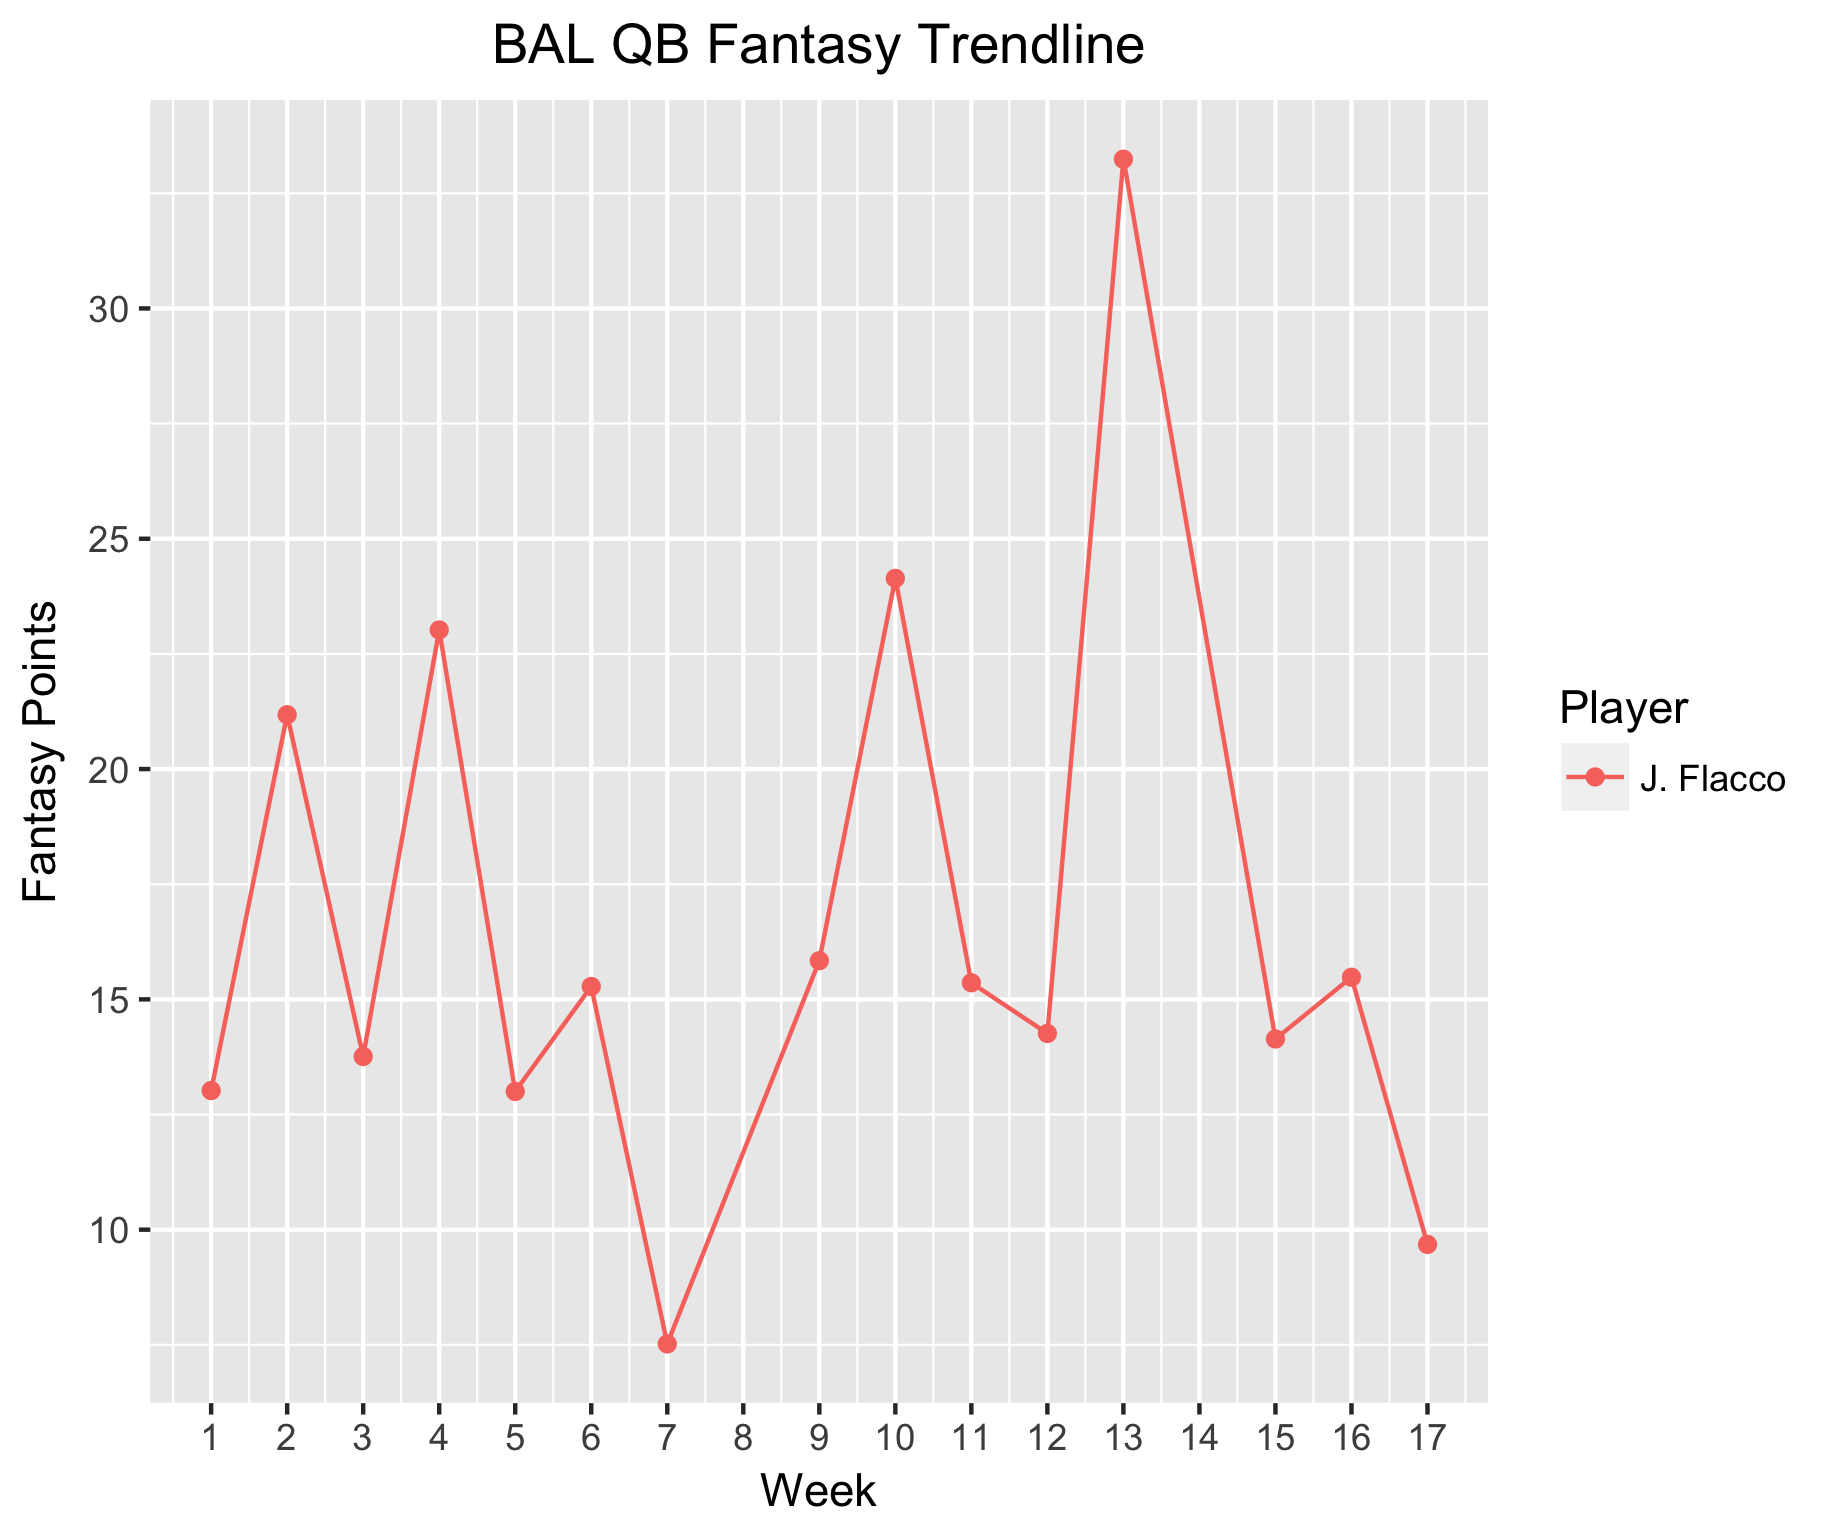 BAL QB Fantasy Trendline
Fantasy Points
30
25
20
15
10
1 2 3 4 5 6 7 8 9 10 11 12 13 14 15 16 17
Week
Player
J. Flacco